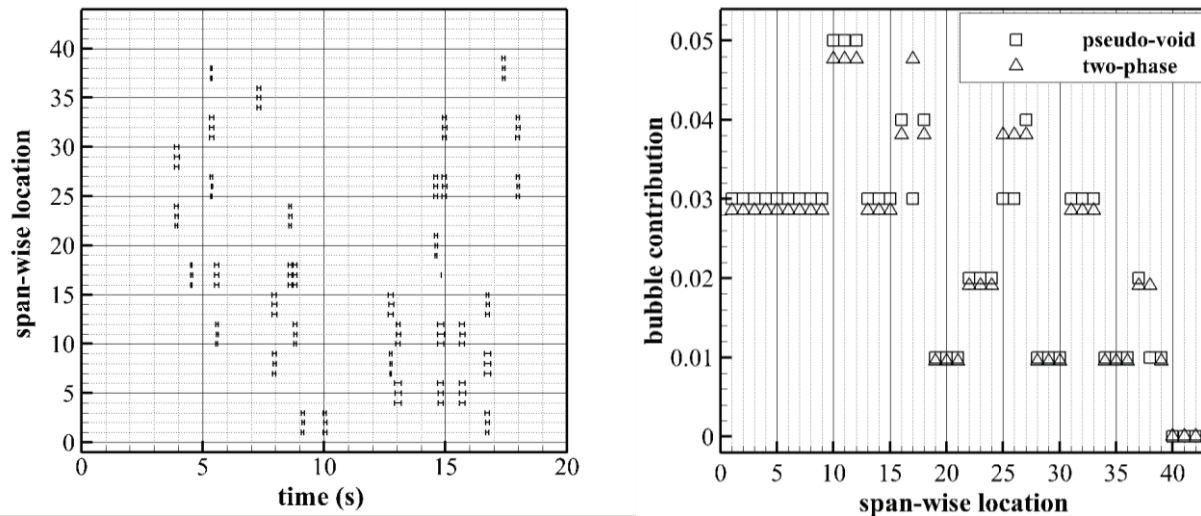 40
35
30
25
20
15
10
5
0
span-wise location
0 5 10 15 20
time (s)
0.05
0.04
0.03
0.02
0.01
0
bubble contribution
pseudo-void
two-phase
0 5 10 15 20 25 30 35 40
span-wise location